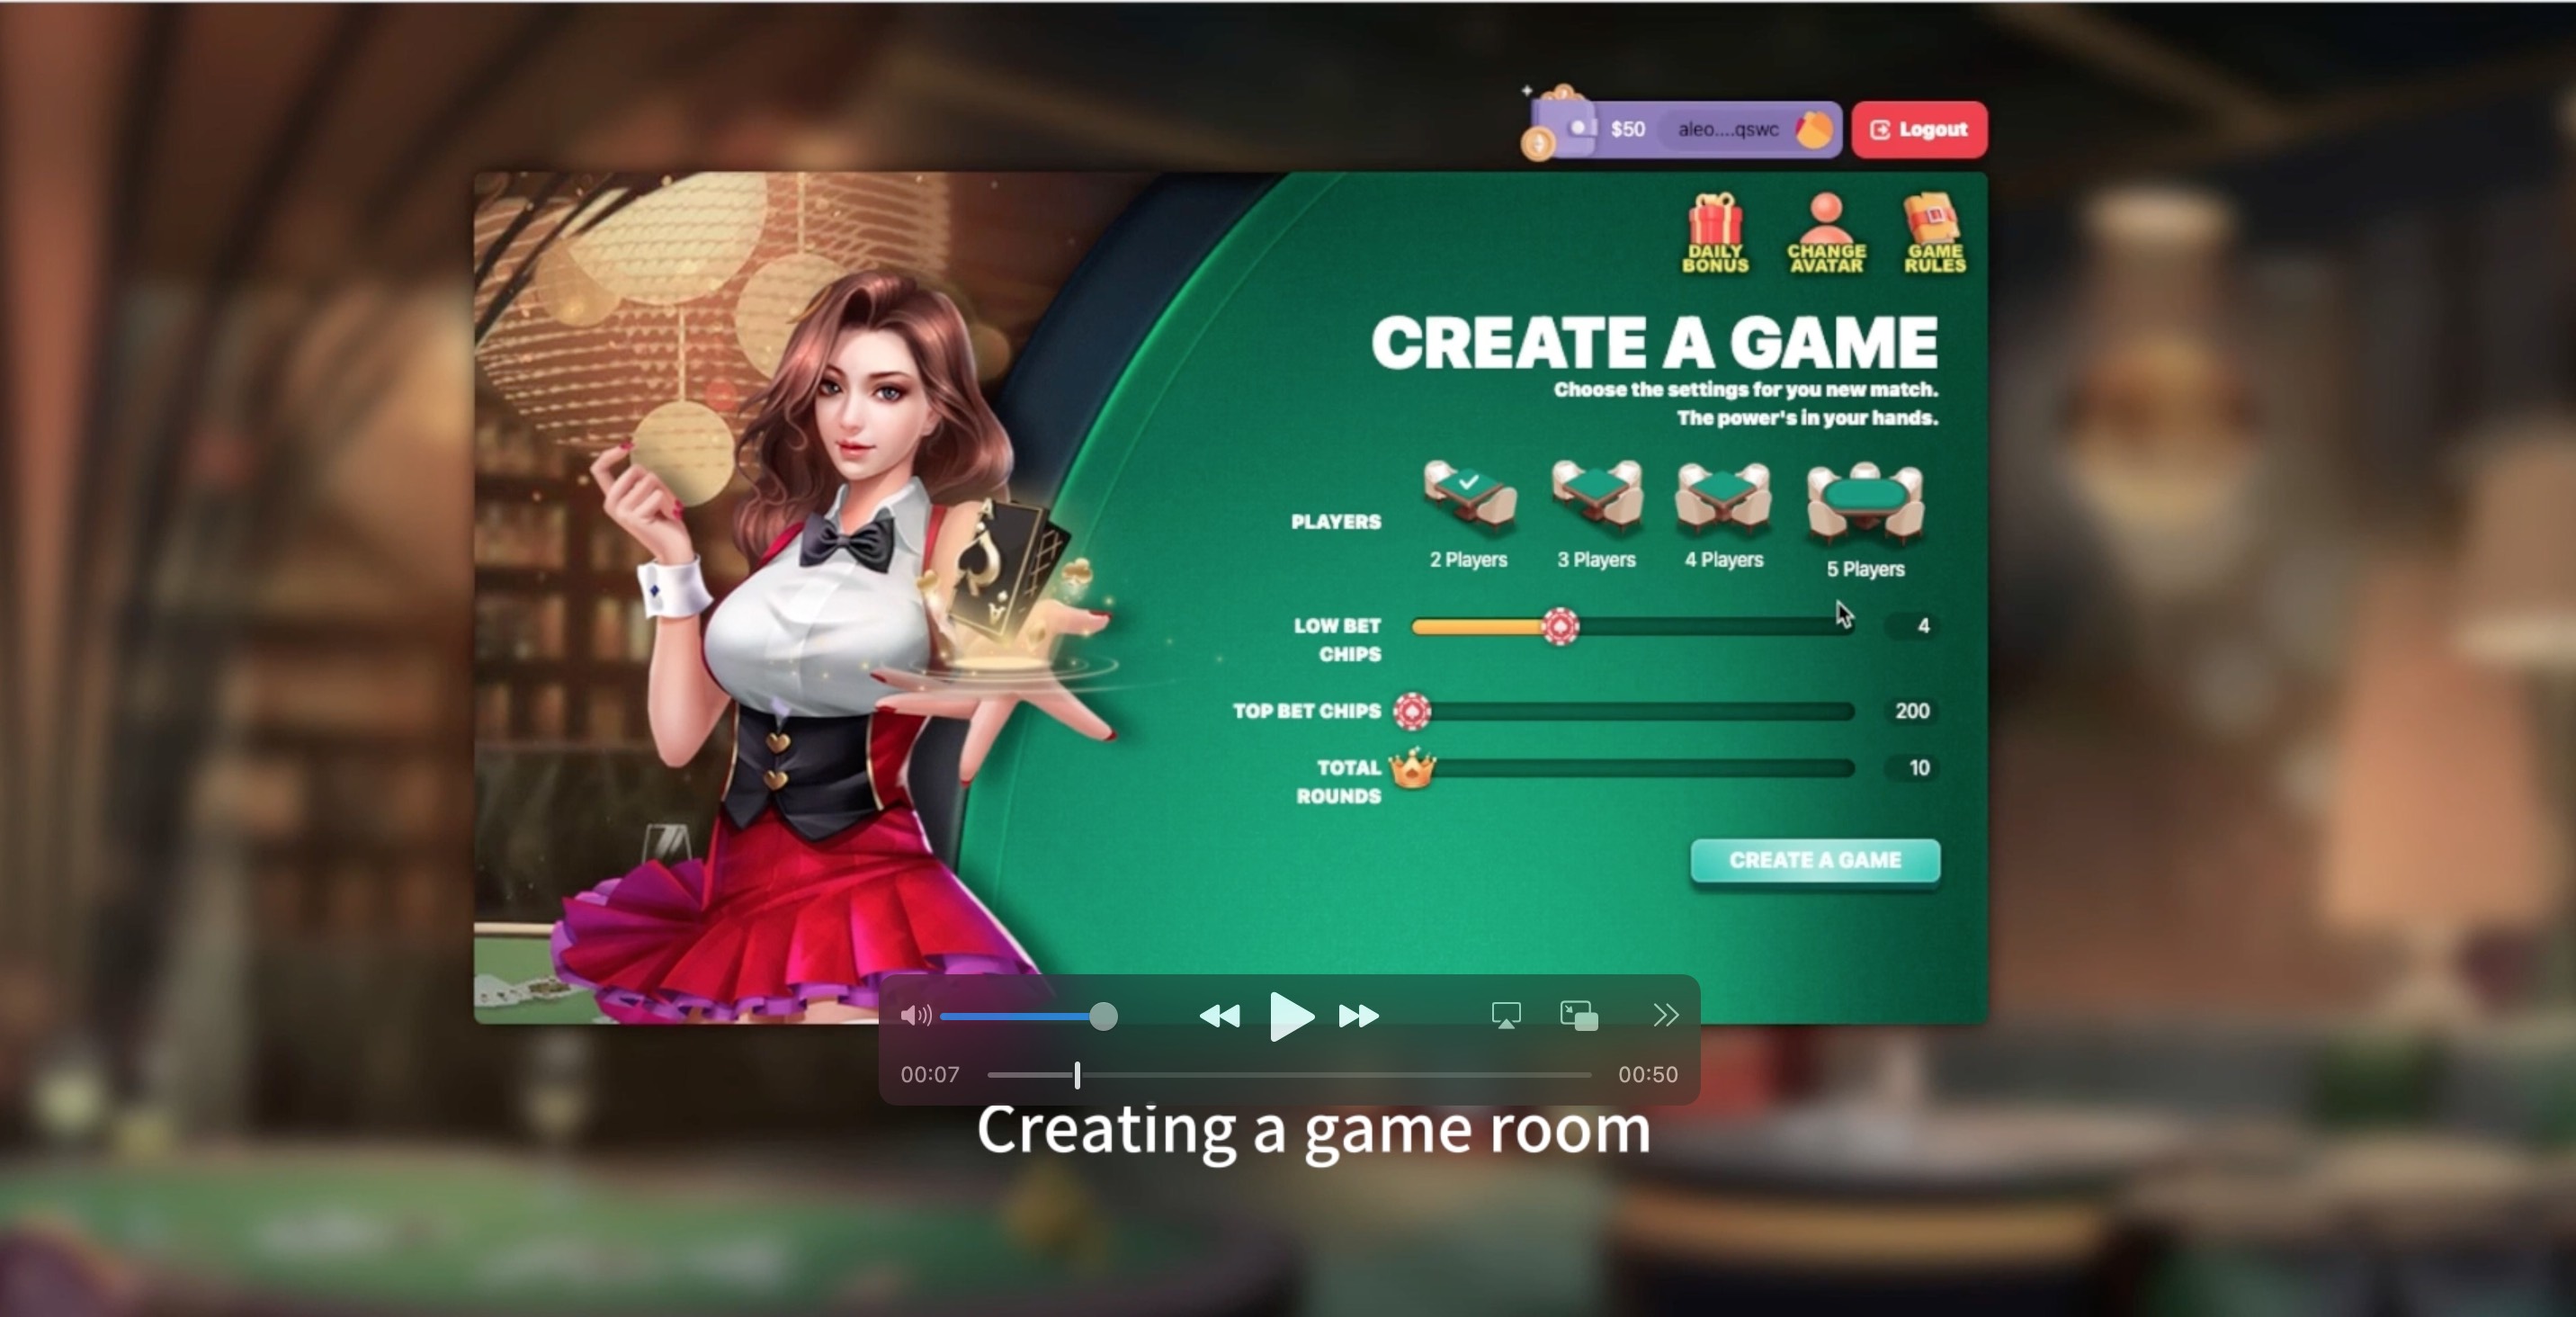 $50 aleo....qswc Logout
DAILY BONUS
CHANGE AVATAR
GAME RULES
CREATE A GAME
Choose the settings for you new match.
The power's in your hands.
PLAYERS
2 Players 3 Players 4 Players 5 Players
LOW BET
CHIPS
4
TOP BET CHIPS 200
TOTAL
ROUNDS
10
CREATE A GAME
00:07 00:50
Creating a game room
A
A